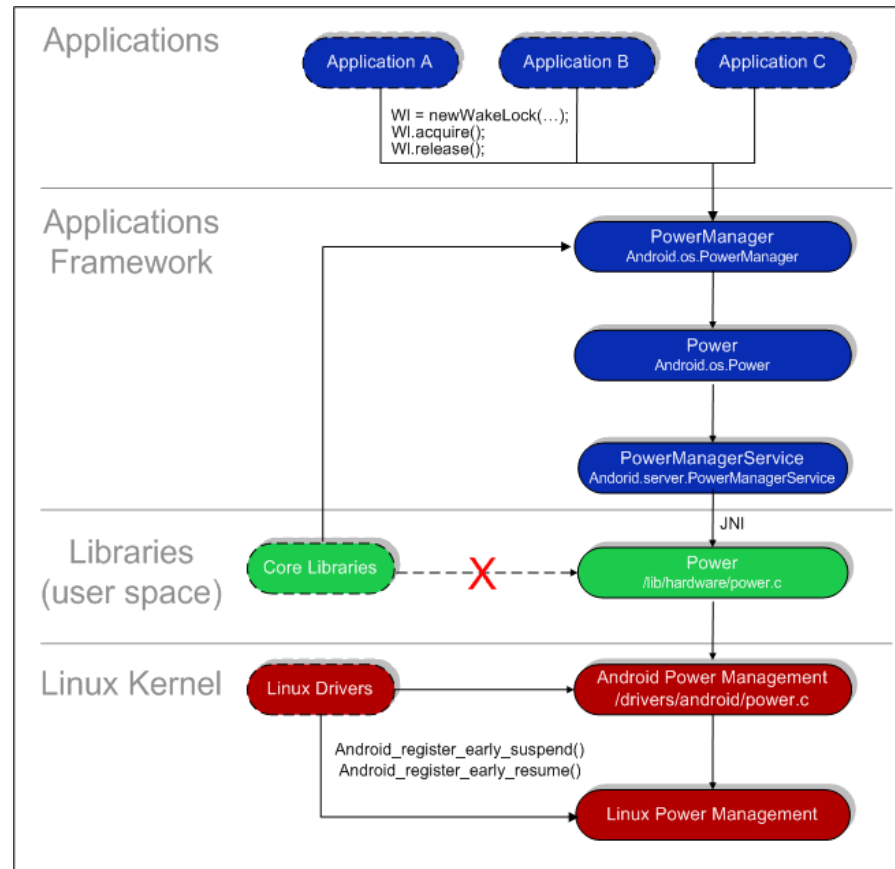 Applications
Application A
Application B
Application C
Wl = newWakeLock(…);
Wl.acquire();
Wl.release();
Applications
Framework
PowerManager
Android.os.PowerManager
Power
Android.os.Power
PowerManagerService
Andorid.server.PowerManagerService
JNI
Libraries
(user space)
Core Libraries
X
Power
/lib/hardware/power.c
Linux Kernel
Linux Drivers
Android Power Management
/drivers/android/power.c
Android_register_early_suspend()
Android_register_early_resume()
Linux Power Management